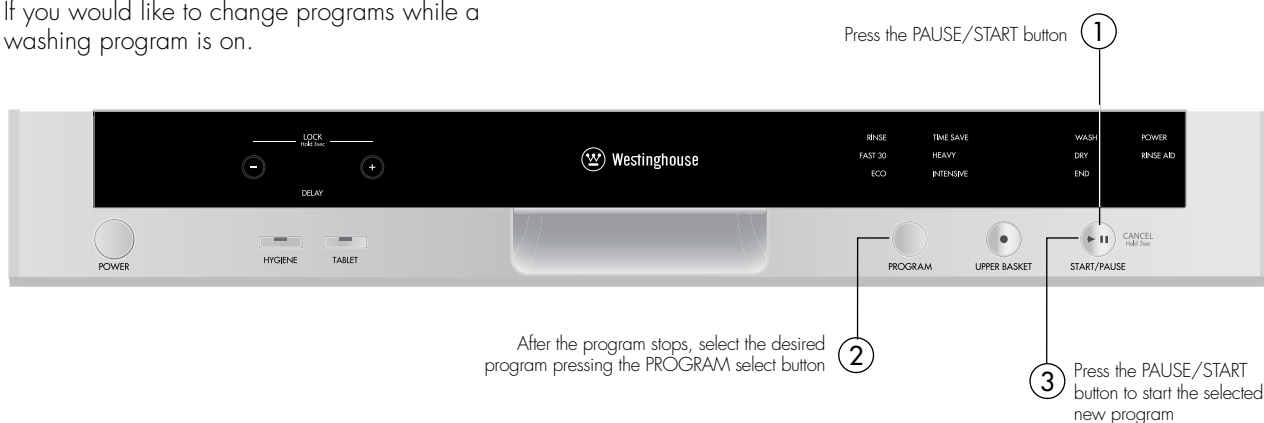 If you would like to change programs while a
washing program is on.
Press the PAUSE/START button
1
LOCK
Hold 3sec
-
+
DELAY
Westinghouse
RINSE
FAST 30
ECO
TIME SAVE
HEAVY
INTENSIVE
WASH
DRY
END
POWER
RINSE AID
POWER
HYGIENE
TABLET
PROGRAM
UPPER BASKET
START/PAUSE
CANCEL
Hold 3sec
After the program stops, select the desired
program pressing the PROGRAM select button
2
3
Press the PAUSE/START
button to start the selected
new program